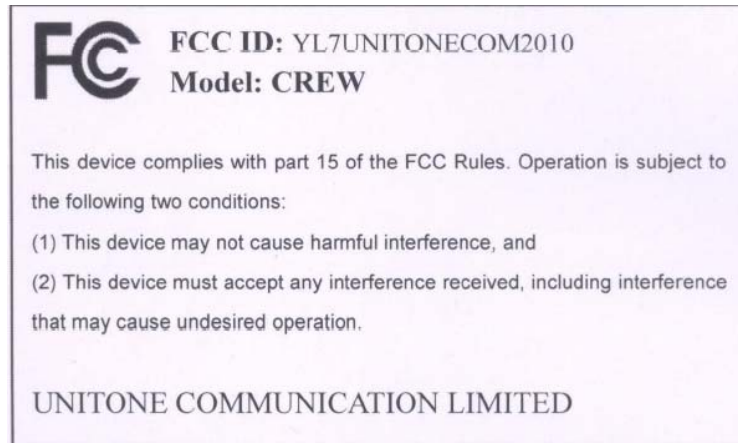 FCC FCC ID: YL7UNITONECOM2010
Model: CREW
This device complies with part 15 of the FCC Rules. Operation is subject to
the following two conditions:
(1) This device may not cause harmful interference, and
(2) This device must accept any interference received, including interference
that may cause undesired operation.
UNITONE COMMUNICATION LIMITED